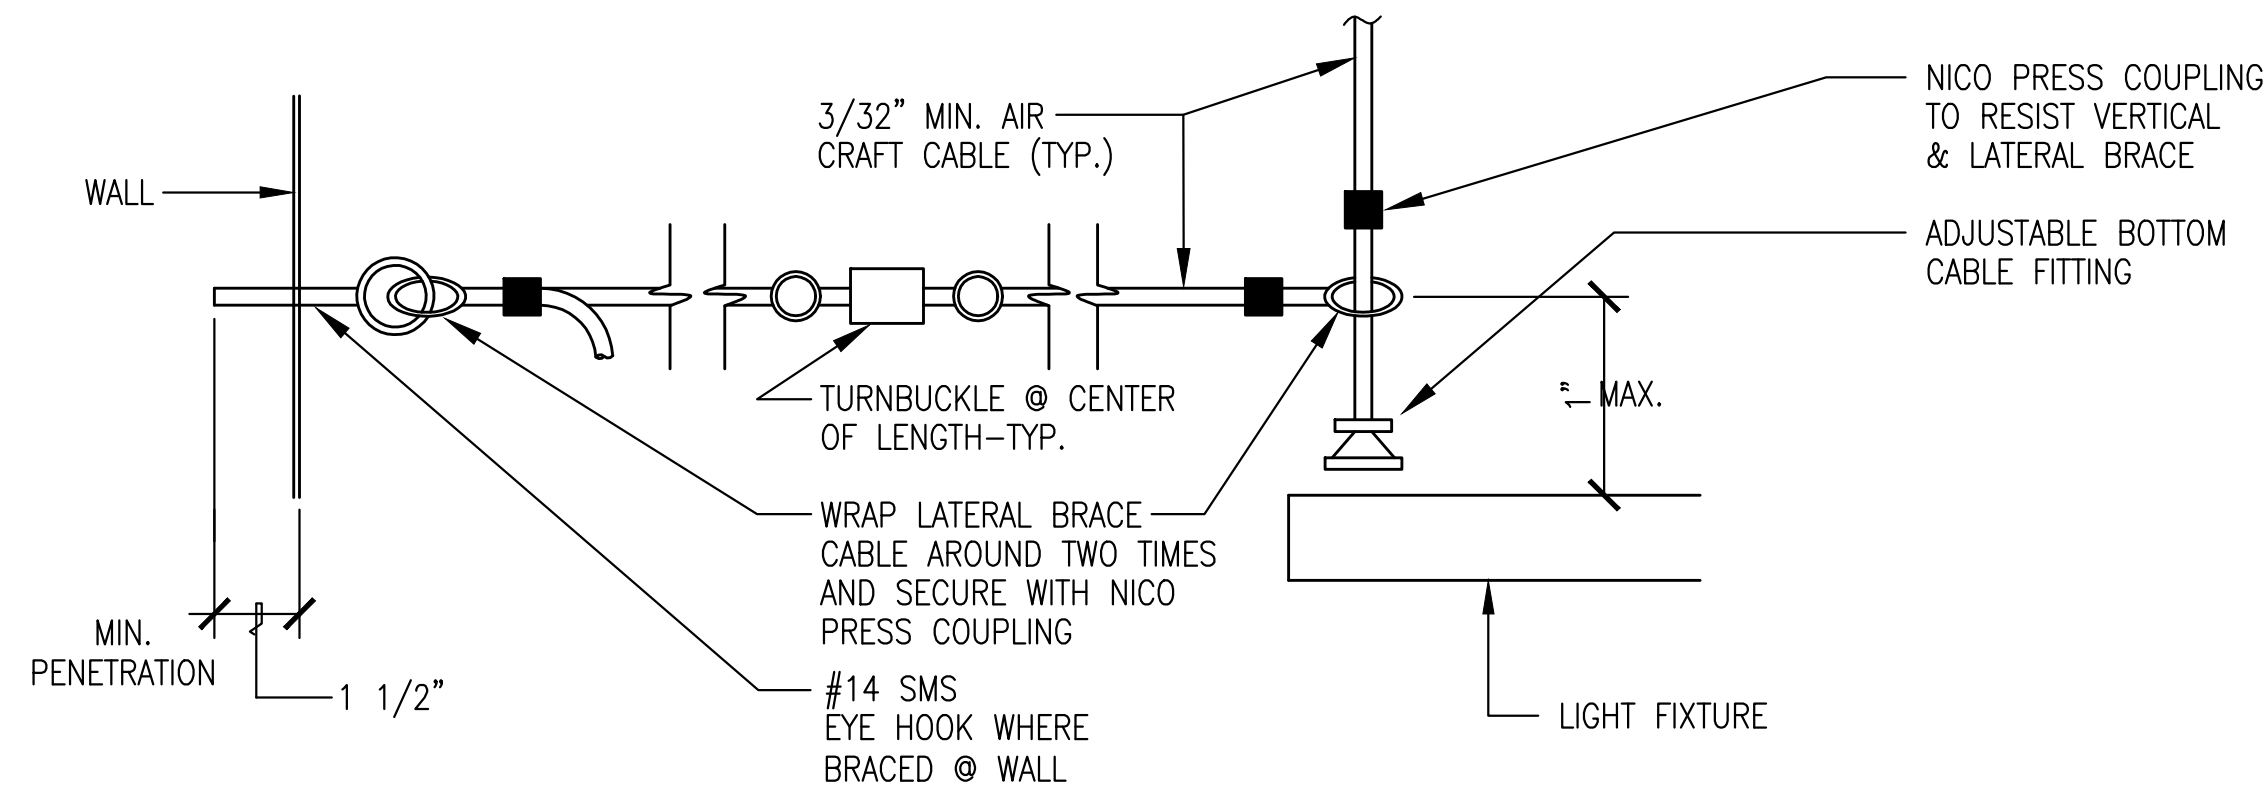 3/32” MIN. AIR
CRAFT CABLE (TYP.)
NICO PRESS COUPLING
TO RESIST VERTICAL
& LATERAL BRACE
WALL
ADJUSTABLE BOTTOM
CABLE FITTING
1” MAX.
TURNBUCKLE @ CENTER
OF LENGTH-TYP.
WRAP LATERAL BRACE
CABLE AROUND TWO TIMES
AND SECURE WITH NICO
PRESS COUPLING
MIN.
PENETRATION
1 1/2”
#14 SMS
EYE HOOK WHERE
BRACED @ WALL
LIGHT FIXTURE